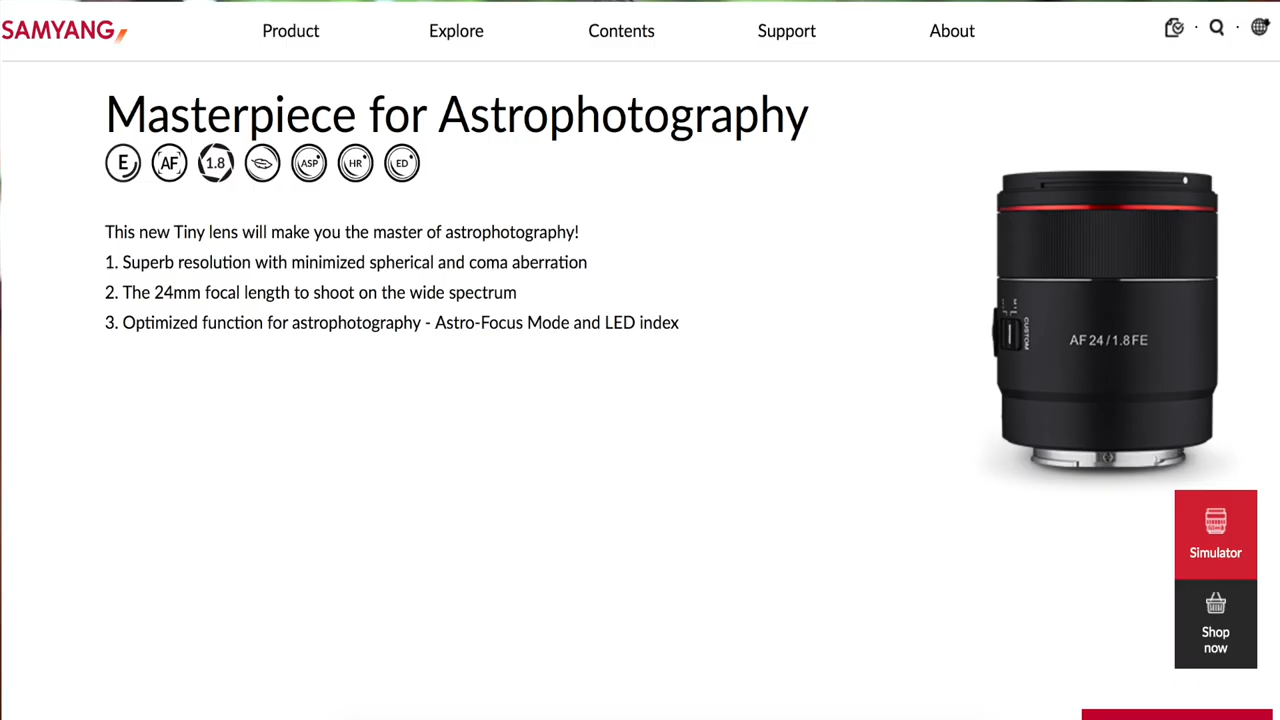 SAMYANG
Product
Explore
Contents
Support
About
Masterpiece for Astrophotography
E
AF
1.8
ASP
HR
ED
This new Tiny lens will make you the master of astrophotography!
1. Superb resolution with minimized spherical and coma aberration
2. The 24mm focal length to shoot on the wide spectrum
3. Optimized function for astrophotography - Astro-Focus Mode and LED index
CUSTOM
AF 24 / 1.8 FE
Simulator
Shop
now